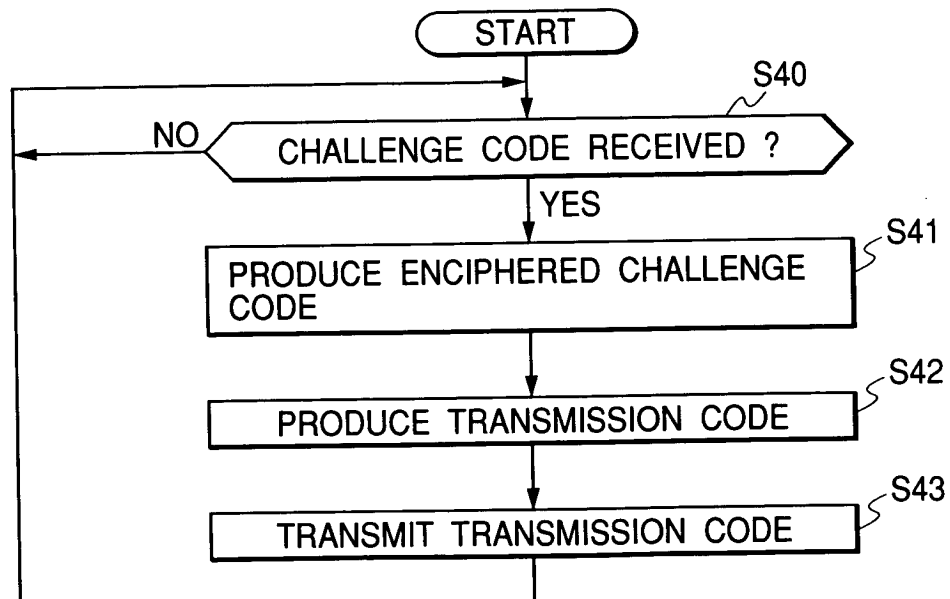 START
S40
NO
CHALLENGE CODE RECEIVED ?
YES
S41
PRODUCE ENCIPHERED CHALLENGE
CODE
S42
PRODUCE TRANSMISSION CODE
S43
TRANSMIT TRANSMISSION CODE